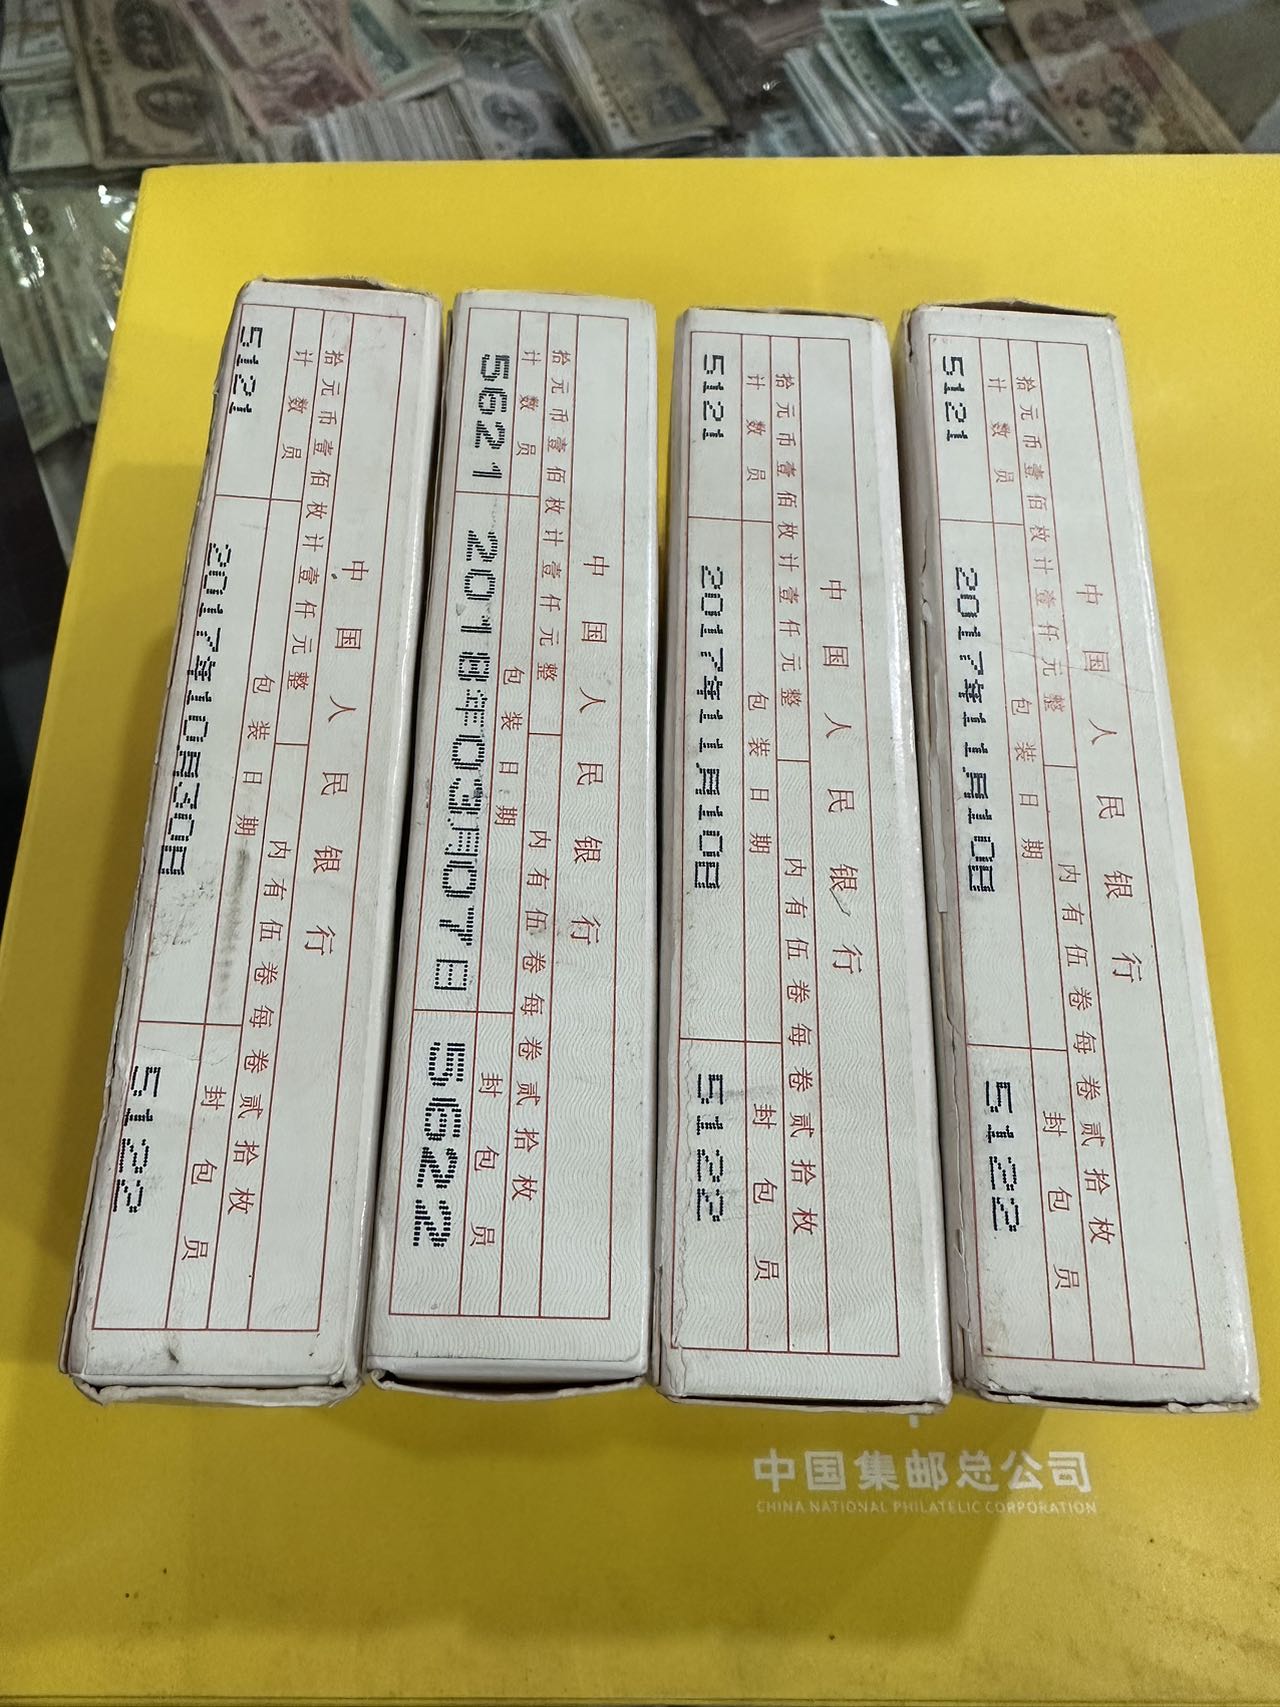 中国人民银行
拾元币壹佰枚计壹仟元整
内有伍卷每卷贰拾枚
计数员
包装日期
封包员
5121
2017年10月30日
5122
中国人民银行
拾元币壹佰枚计壹仟元整
内有伍卷每卷贰拾枚
计数员
包装日期
封包员
5621
2018年03月07日
5622
中国人民银行
拾元币壹佰枚计壹仟元整
内有伍卷每卷贰拾枚
计数员
包装日期
封包员
5121
2017年11月10日
5122
中国人民银行
拾元币壹佰枚计壹仟元整
内有伍卷每卷贰拾枚
计数员
包装日期
封包员
5121
2017年11月10日
5122
中国集邮总公司
CHINA NATIONAL PHILATELIC CORPORATION